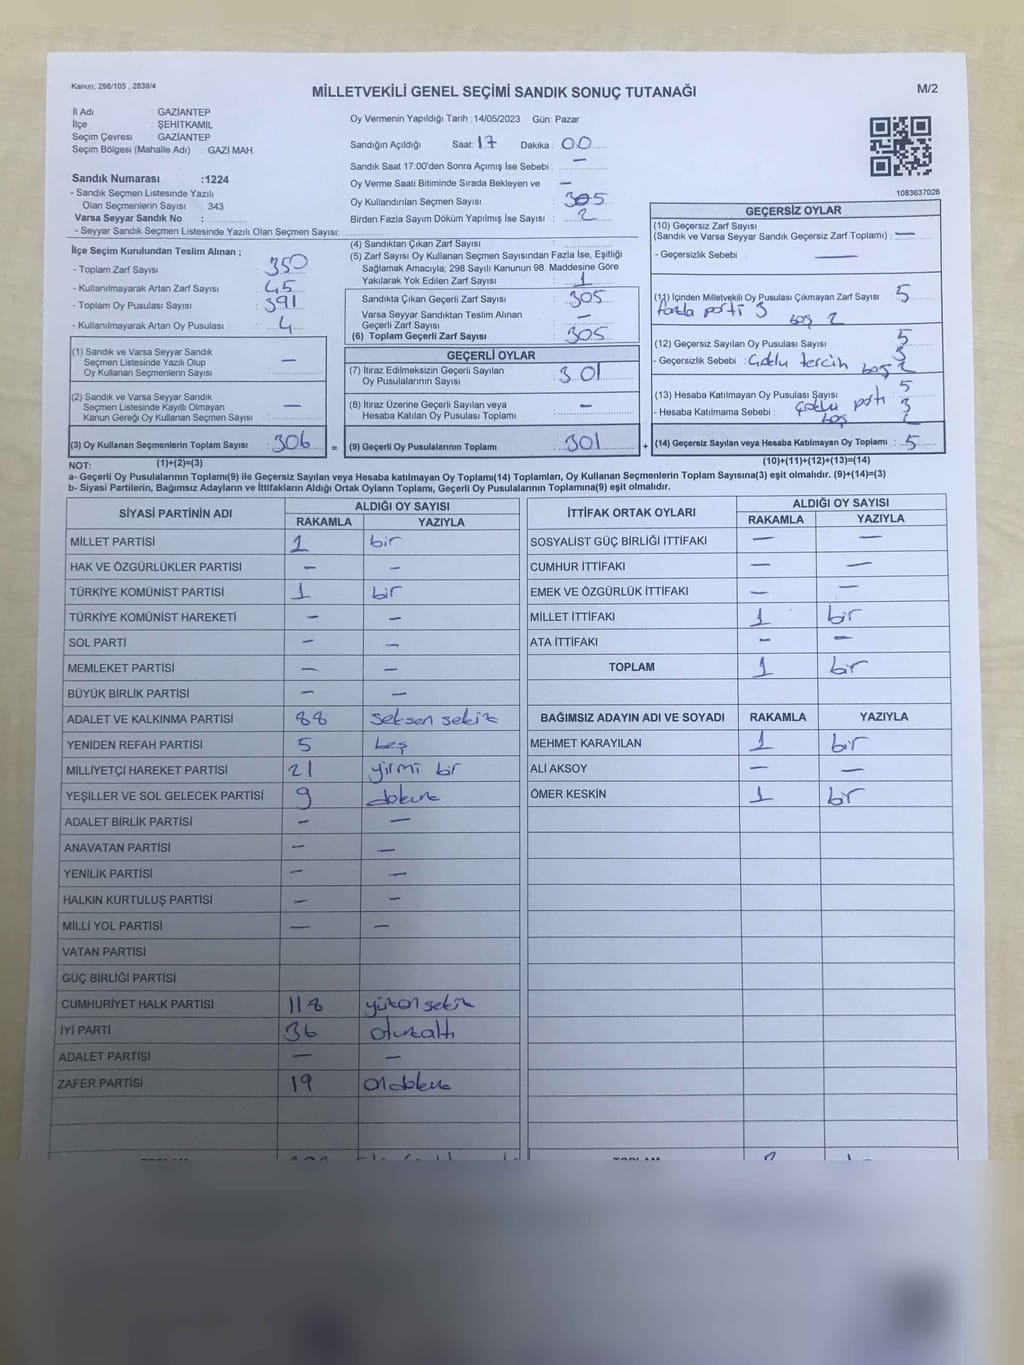 Kanun, 298/105 , 2839/4
MİLLETVEKİLİ GENEL SEÇİMİ SANDIK SONUÇ TUTANAĞI
M/2
İl Adı : GAZİANTEP
İlçe : ŞEHİTKAMİL
Seçim Çevresi : GAZİANTEP
Seçim Bölgesi (Mahalle Adı) : GAZI MAH.
Sandık Numarası :1224
- Sandık Seçmen Listesinde Yazılı
Olan Seçmenlerin Sayısı : 343
Varsa Seyyar Sandık No :
- Seyyar Sandık Seçmen Listesinde Yazılı Olan Seçmen Sayısı:
Oy Vermenin Yapıldığı Tarih :14/05/2023 Gün: Pazar
Sandığın Açıldığı Saat: 17 Dakika : 00
Sandık Saat 17:00'den Sonra Açımış İse Sebebi : —
Oy Verme Saati Bitiminde Sırada Bekleyen ve —
Oy Kullandırılan Seçmen Sayısı : 305
Birden Fazla Sayım Döküm Yapılmış İse Sayısı : 2
1083637026
İlçe Seçim Kurulundan Teslim Alınan ;
- Toplam Zarf Sayısı : 350
- Kullanılmayarak Artan Zarf Sayısı : 45
- Toplam Oy Pusulası Sayısı : 391
- Kullanılmayarak Artan Oy Pusulası : 4
(1) Sandık ve Varsa Seyyar Sandık
Seçmen Listesinde Yazılı Olup
Oy Kullanan Seçmenlerin Sayısı : —
(2) Sandık ve Varsa Seyyar Sandık
Seçmen Listesinde Kayıtlı Olmayan
Kanun Gereği Oy Kullanan Seçmen Sayısı : —
(3) Oy Kullanan Seçmenlerin Toplam Sayısı : 306 =
(1)+(2)=(3)
(4) Sandıktan Çıkan Zarf Sayısı :
(5) Zarf Sayısı Oy Kullanan Seçmen Sayısından Fazla İse, Eşitliği
Sağlamak Amacıyla; 298 Sayılı Kanunun 98. Maddesine Göre
Yakılarak Yok Edilen Zarf Sayısı : 1
Sandıkta Çıkan Geçerli Zarf Sayısı : 305
Varsa Seyyar Sandıktan Teslim Alınan
Geçerli Zarf Sayısı : —
(6) Toplam Geçerli Zarf Sayısı : 305
GEÇERLİ OYLAR
(7) İtiraz Edilmeksizin Geçerli Sayılan
Oy Pusulalarının Sayısı : 301
(8) İtiraz Üzerine Geçerli Sayılan veya
Hesaba Katılan Oy Pusulası Toplamı : —
(9) Geçerli Oy Pusulalarının Toplamı : 301 +
GEÇERSİZ OYLAR
(10) Geçersiz Zarf Sayısı
(Sandık ve Varsa Seyyar Sandık Geçersiz Zarf Toplamı) : —
- Geçersizlik Sebebi : —
(11) İçinden Milletvekili Oy Pusulası Çıkmayan Zarf Sayısı : 5
fazla parti 3 boş 2
(12) Geçersiz Sayılan Oy Pusulası Sayısı : 5
- Geçersizlik Sebebi : Çoklu tercih 3 boş 2
(13) Hesaba Katılmayan Oy Pusulası Sayısı : 5
- Hesaba Katılmama Sebebi : Çoklu parti 3
boş 2
(14) Geçersiz Sayılan veya Hesaba Katılmayan Oy Toplamı : 5
(10)+(11)+(12)+(13)=(14)
NOT:
a- Geçerli Oy Pusulalarının Toplamı(9) ile Geçersiz Sayılan veya Hesaba katılmayan Oy Toplamı(14) Toplamları, Oy Kullanan Seçmenlerin Toplam Sayısına(3) eşit olmalıdır. (9)+(14)=(3)
b- Siyasi Partilerin, Bağımsız Adayların ve İttifakların Aldığı Ortak Oyların Toplamı, Geçerli Oy Pusulalarının Toplamına(9) eşit olmalıdır.
SİYASİ PARTİNİN ADI ALDIĞI OY SAYISI
RAKAMLA YAZIYLA
MİLLET PARTİSİ 1 bir
HAK VE ÖZGÜRLÜKLER PARTİSİ — —
TÜRKİYE KOMÜNİST PARTİSİ 1 bir
TÜRKİYE KOMÜNİST HAREKETİ — —
SOL PARTİ — —
MEMLEKET PARTİSİ — —
BÜYÜK BİRLİK PARTİSİ — —
ADALET VE KALKINMA PARTİSİ 88 seksen sekiz
YENİDEN REFAH PARTİSİ 5 beş
MİLLİYETÇİ HAREKET PARTİSİ 21 yirmi bir
YEŞİLLER VE SOL GELECEK PARTİSİ 9 dokuz
ADALET BİRLİK PARTİSİ — —
ANAVATAN PARTİSİ — —
YENİLİK PARTİSİ — —
HALKIN KURTULUŞ PARTİSİ — —
MİLLİ YOL PARTİSİ — —
VATAN PARTİSİ
GÜÇ BİRLİĞİ PARTİSİ
CUMHURİYET HALK PARTİSİ 118 yüzonsekiz
İYİ PARTİ 36 otuzaltı
ADALET PARTİSİ — —
ZAFER PARTİSİ 19 ondokuz
İTTİFAK ORTAK OYLARI ALDIĞI OY SAYISI
RAKAMLA YAZIYLA
SOSYALİST GÜÇ BİRLİĞİ İTTİFAKI — —
CUMHUR İTTİFAKI — —
EMEK VE ÖZGÜRLÜK İTTİFAKI — —
MİLLET İTTİFAKI 1 bir
ATA İTTİFAKI — —
TOPLAM 1 bir
BAĞIMSIZ ADAYIN ADI VE SOYADI RAKAMLA YAZIYLA
MEHMET KARAYILAN 1 bir
ALİ AKSOY — —
ÖMER KESKİN 1 bir